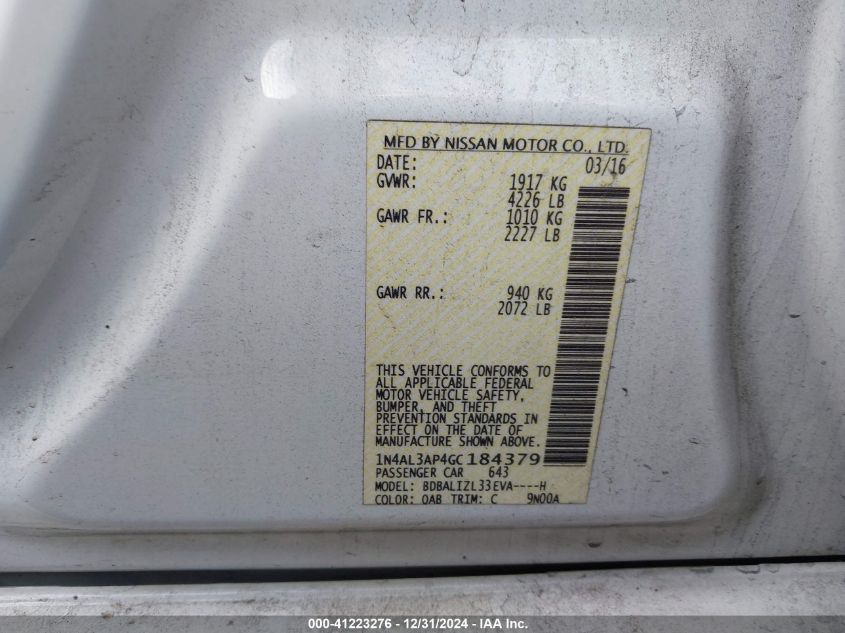 MFD BY NISSAN MOTOR CO., LTD.
DATE: 03/16
GVWR: 1917 KG
4226 LB
GAWR FR.: 1010 KG
2227 LB
GAWR RR.: 940 KG
2072 LB
THIS VEHICLE CONFORMS TO
ALL APPLICABLE FEDERAL
MOTOR VEHICLE SAFETY,
BUMPER, AND THEFT
PREVENTION STANDARDS IN
EFFECT ON THE DATE OF
MANUFACTURE SHOWN ABOVE.
1N4AL3AP4GC184379
PASSENGER CAR 643
MODEL: BDBALIZL33EVA----H
COLOR: QAB TRIM: C 9N00A
000-41223276 - 12/31/2024 - IAA Inc.